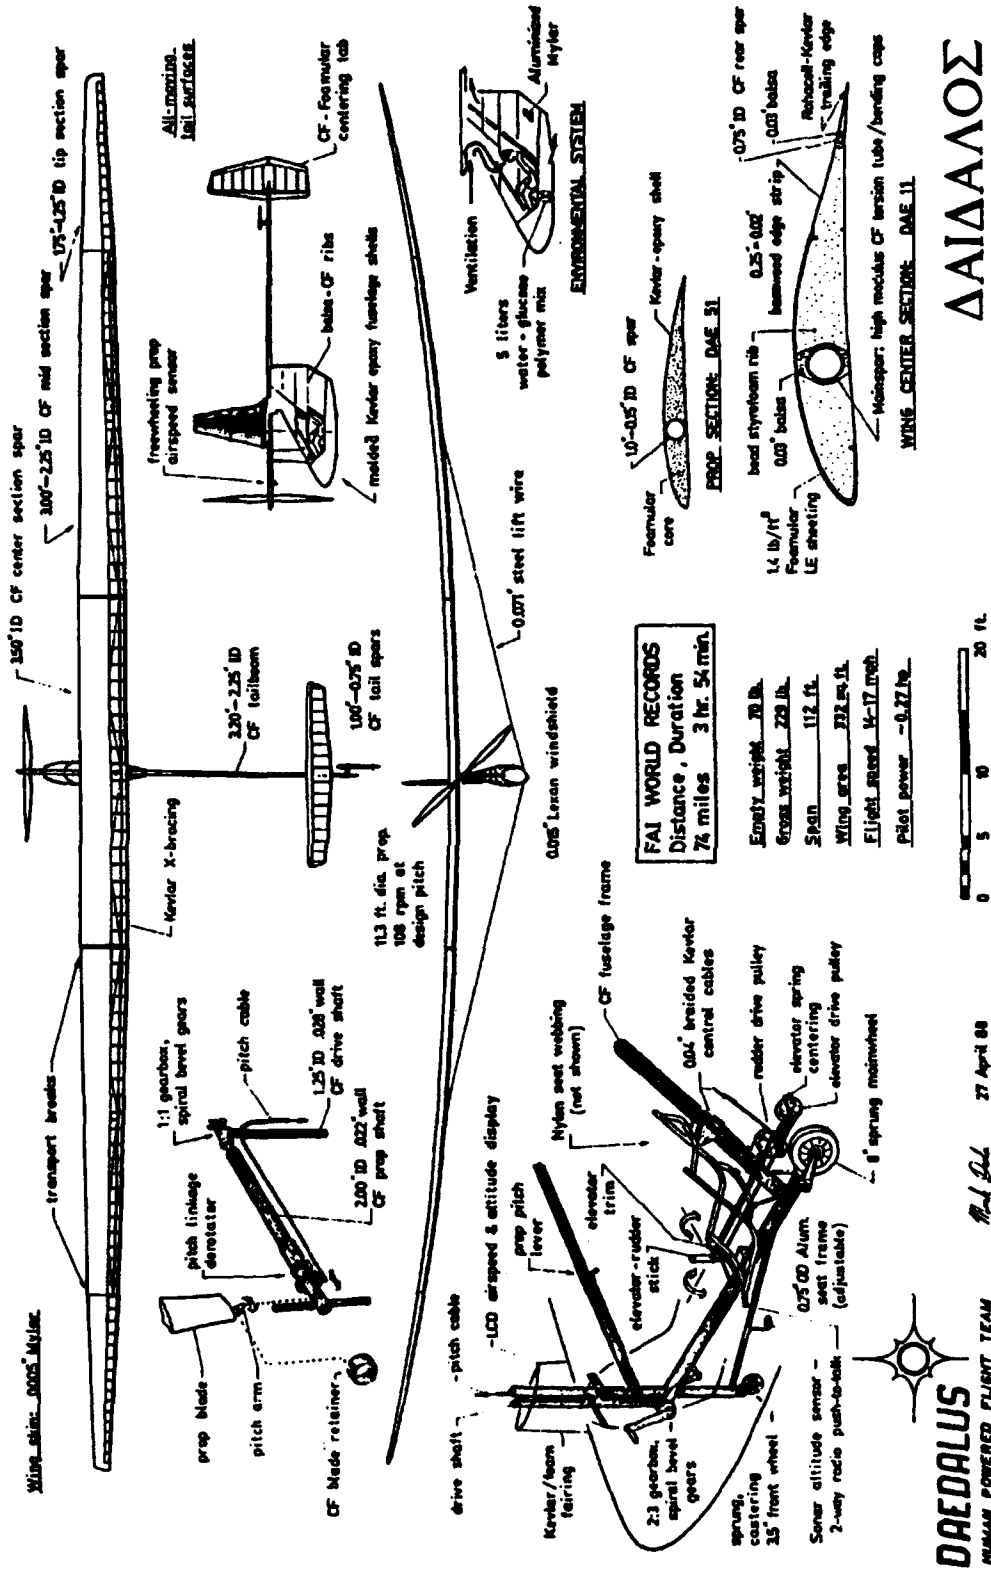 Wing skin: .0005" Mylar
transport breaks
3.50" ID CF center section spar
3.00"-2.25" ID CF mid section spar
1.75"-1.25" ID tip section spar
Kevlar X-bracing
3.20"-2.25 ID
CF tailboom
1.00"-0.75" ID
CF tail spars
All-moving
tail surfaces
freewheeling prop
airspeed sensor
CF-Foamular
centering tab
balsa-CF ribs
molded Kevlar epoxy fuselage shells
prop blade
pitch arm
CF blade retainer
pitch linkage
derotator
1:1 gearbox,
spiral bevel gears
pitch cable
1.25" ID .028" wall
CF drive shaft
2.00" ID .022" wall
CF prop shaft
11.3 ft. dia. prop,
108 rpm at
design pitch
0.071" steel lift wire
0.015" Lexan windshield
Ventilation
5 liters
water-glucose
polymer mix
Aluminized
Mylar
ENVIRONMENTAL SYSTEM
drive shaft
pitch cable
LCD airspeed & altitude display
Kevlar/foam
fairing
prop pitch
lever
elevator
trim
elevator-rudder
stick
Nylon seat webbing
(not shown)
CF fuselage frame
0.04" braided Kevlar
control cables
rudder drive pulley
elevator spring
centering
elevator drive pulley
8" sprung mainwheel
0.75" OD Alum.
seat frame
(adjustable)
2:3 gearbox,
spiral bevel
gears
sprung,
castering
3.5" front wheel
Sonar altitude sensor
2-way radio push-to-talk
FAI WORLD RECORDS
Distance, Duration
74 miles 3 hr. 54 min.
Empty weight 70 lb.
Gross weight 229 lb.
Span 112 ft.
Wing area 332 sq ft.
Flight speed 14-17 mph
Pilot power ~0.27 hp
Foamular
core
1.0"-0.5" ID CF spar
Kevlar-epoxy shell
PROP SECTION: DAE 51
1.4 lb/ft³
Foamular
LE sheeting
0.03" balsa
bead styrofoam rib
0.25"×0.02"
basswood edge strip
0.75" ID CF rear spar
0.03" balsa
Rohacell-Kevlar
trailing edge
Mainspar: high modulus CF torsion tube/bending caps
WING CENTER SECTION: DAE 11
DAEDALUS
HUMAN POWERED FLIGHT TEAM
27 April 88
0 5 10 20 ft.
ΔΑΙΔΑΛΟΣ